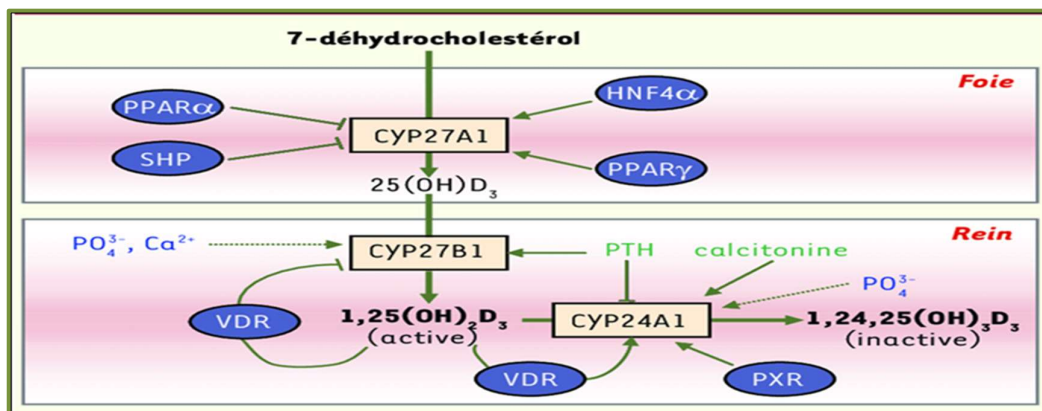 7-déhydrocholestérol
Foie
PPARα
HNF4α
CYP27A1
SHP
PPARγ
25(OH)D₃
Rein
PO₄³⁻, Ca²⁺
CYP27B1
PTH
calcitonine
PO₄³⁻
VDR
1,25(OH)₂D₃
(active)
CYP24A1
1,24,25(OH)₃D₃
(inactive)
VDR
PXR